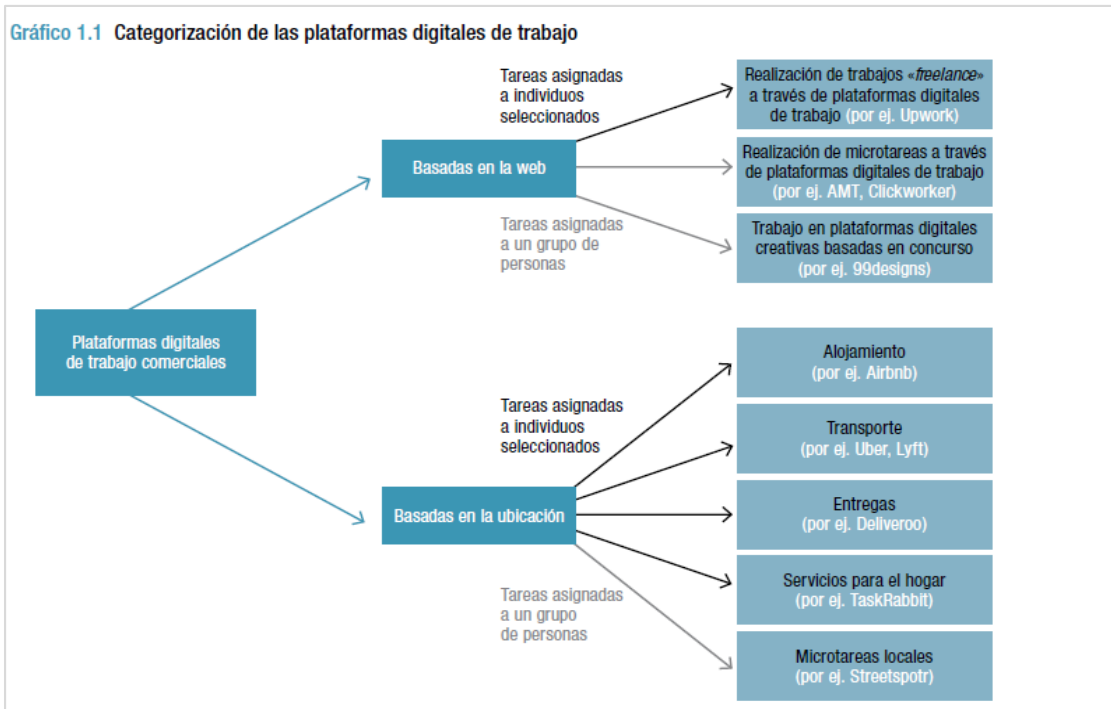 Gráfico 1.1 Categorización de las plataformas digitales de trabajo
Tareas asignadas
a individuos
seleccionados
Realización de trabajos «freelance»
a través de plataformas digitales
de trabajo (por ej. Upwork)
Basadas en la web
Realización de microtareas a través
de plataformas digitales de trabajo
(por ej. AMT, Clickworker)
Tareas asignadas
a un grupo de
personas
Trabajo en plataformas digitales
creativas basadas en concurso
(por ej. 99designs)
Plataformas digitales
de trabajo comerciales
Alojamiento
(por ej. Airbnb)
Tareas asignadas
a individuos
seleccionados
Transporte
(por ej. Uber, Lyft)
Basadas en la ubicación
Entregas
(por ej. Deliveroo)
Servicios para el hogar
(por ej. TaskRabbit)
Tareas asignadas
a un grupo
de personas
Microtareas locales
(por ej. Streetspotr)